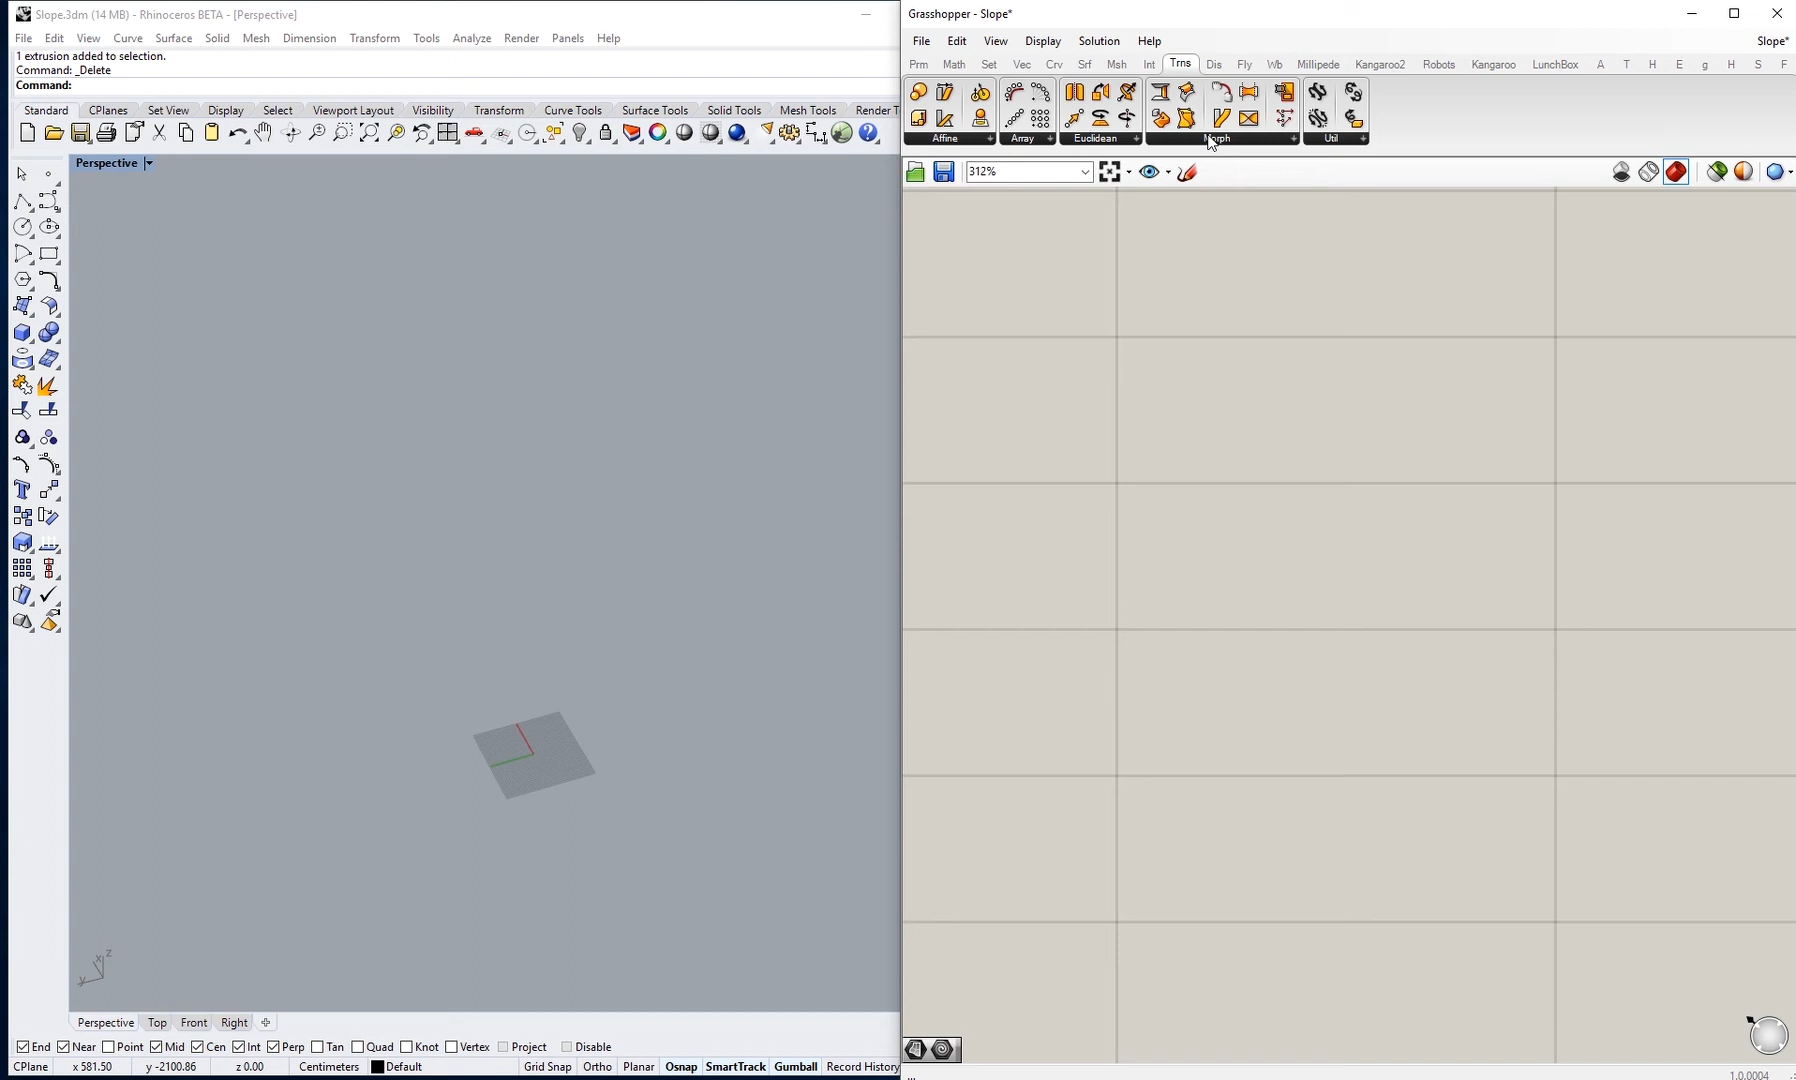 Slope.3dm (14 MB) - Rhinoceros BETA - [Perspective]
File Edit View Curve Surface Solid Mesh Dimension Transform Tools Analyze Render Panels Help
1 extrusion added to selection.
Command: _Delete
Command:
Standard CPlanes Set View Display Select Viewport Layout Visibility Transform Curve Tools Surface Tools Solid Tools Mesh Tools Render T
Perspective
z
x
y
Perspective Top Front Right
End Near Point Mid Cen Int Perp Tan Quad Knot Vertex Project Disable
CPlane x 581.50 y -2100.86 z 0.00 Centimeters Default Grid Snap Ortho Planar Osnap SmartTrack Gumball Record History
Grasshopper - Slope*
File Edit View Display Solution Help Slope*
Prm Math Set Vec Crv Srf Msh Int Trns Dis Fly Wb Millipede Kangaroo2 Robots Kangaroo LunchBox A T H E g H S F
Affine Array Euclidean Morph Util
312%
...
1.0.0004